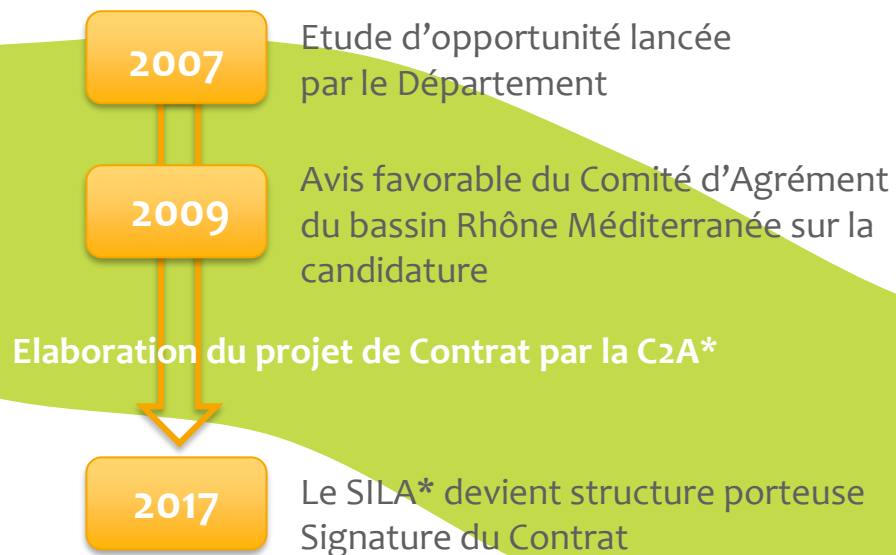 2007
Etude d’opportunité lancée
par le Département
2009
Avis favorable du Comité d’Agrément
du bassin Rhône Méditerranée sur la
candidature
Elaboration du projet de Contrat par la C2A*
2017
Le SILA* devient structure porteuse
Signature du Contrat